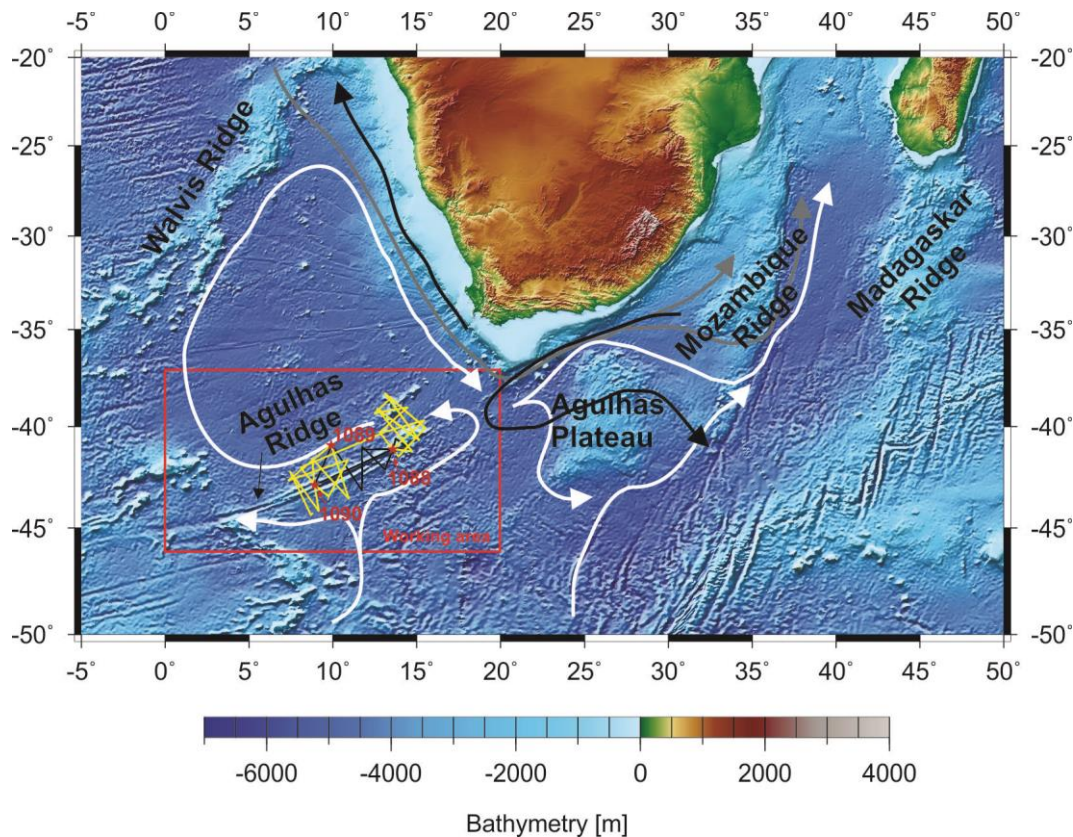 -5° 0° 5° 10° 15° 20° 25° 30° 35° 40° 45° 50°
-20° -20°
-25° -25°
-30° -30°
-35° -35°
-40° -40°
-45° -45°
-50° -50°
Walvis Ridge
Mozambique
Ridge
Madagaskar
Ridge
Agulhas
Ridge
Agulhas
Plateau
1089
1088
1090
Working area
-5° 0° 5° 10° 15° 20° 25° 30° 35° 40° 45° 50°
-6000 -4000 -2000 0 2000 4000
Bathymetry [m]